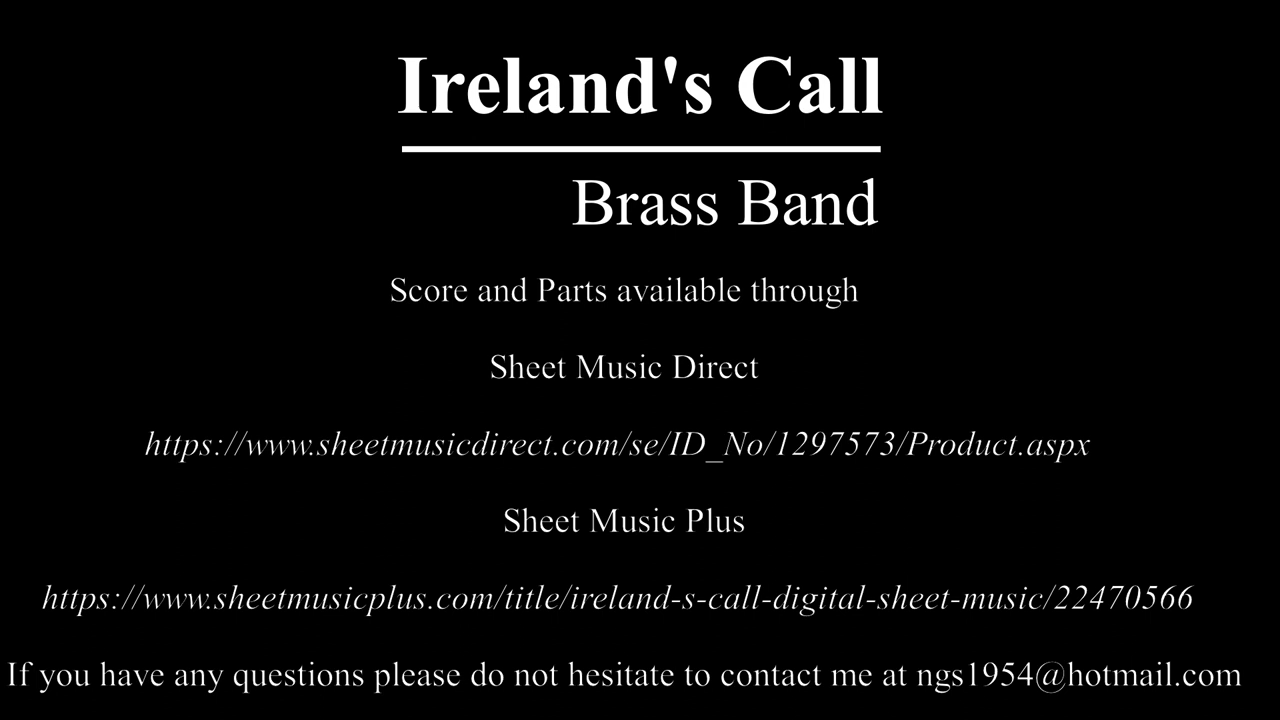 Ireland's Call
Brass Band
Score and Parts available through
Sheet Music Direct
https://www.sheetmusicdirect.com/se/ID_No/1297573/Product.aspx
Sheet Music Plus
https://www.sheetmusicplus.com/title/ireland-s-call-digital-sheet-music/22470566
If you have any questions please do not hesitate to contact me at ngs1954@hotmail.com